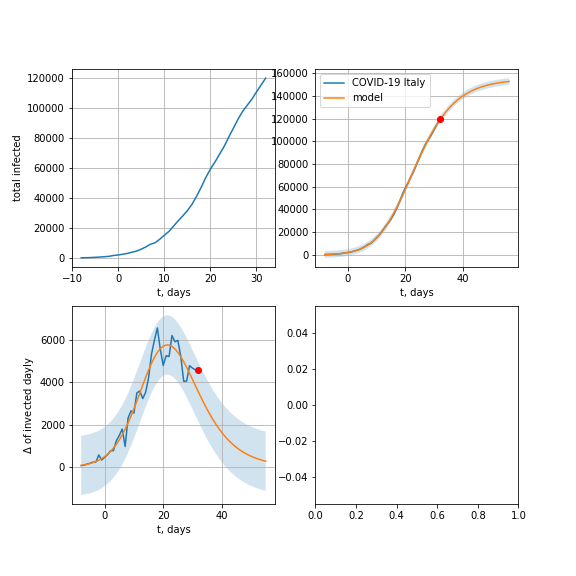 120000
100000
80000
60000
40000
20000
0
total infected
−10 0 10 20 30
t, days
160000
140000
120000
100000
80000
60000
40000
20000
0
COVID-19 Italy
model
0 20 40
t, days
6000
4000
2000
0
Δ of invected dayly
0 20 40
t, days
0.04
0.02
0.00
−0.02
−0.04
0.0 0.2 0.4 0.6 0.8 1.0